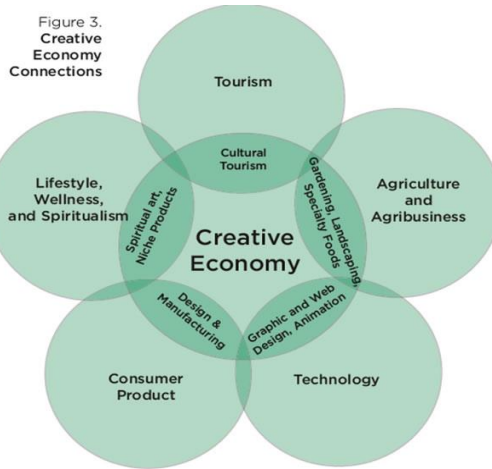 Figure 3.
Creative
Economy
Connections
Tourism
Cultural
Tourism
Lifestyle,
Wellness,
and Spiritualism
Spiritual art,
Niche Products
Gardening, Landscaping,
Specialty Foods
Agriculture
and
Agribusiness
Creative
Economy
Design &
Manufacturing
Graphic and Web
Design, Animation
Consumer
Product
Technology